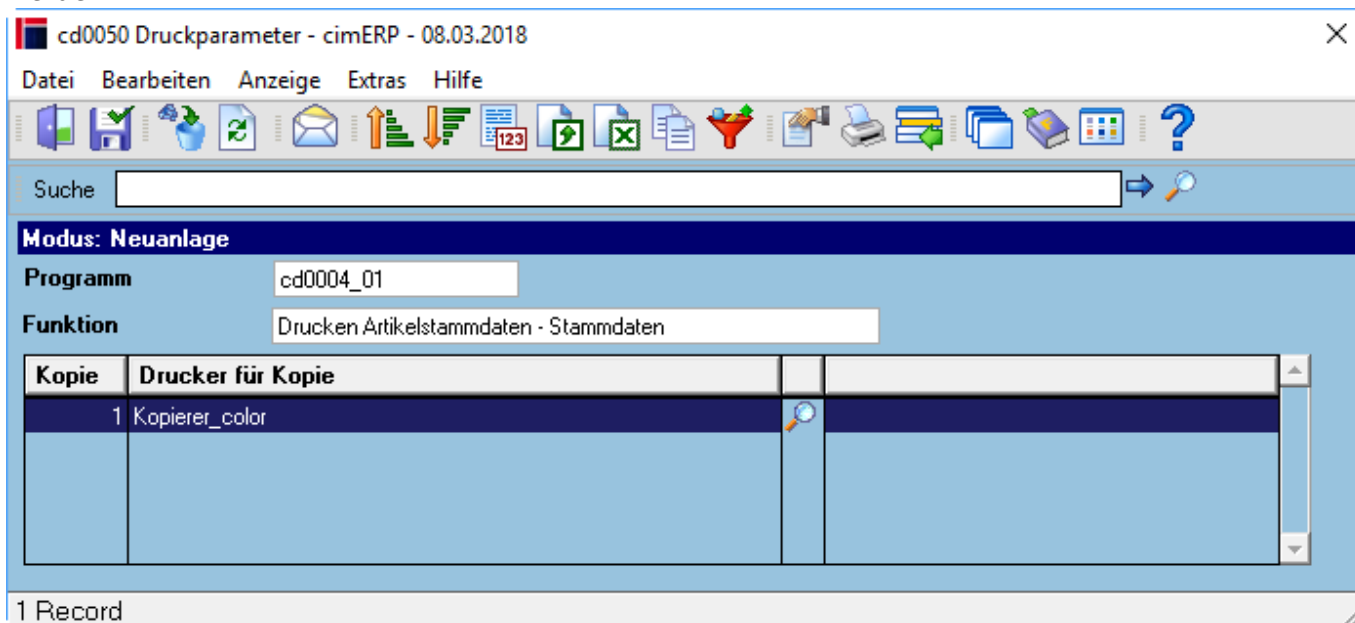 cd0050 Druckparameter - cimERP - 08.03.2018
Datei Bearbeiten Anzeige Extras Hilfe
123
Suche
Modus: Neuanlage
Programm cd0004_01
Funktion Drucken Artikelstammdaten - Stammdaten
Kopie Drucker für Kopie
1 Kopierer_color
1 Record